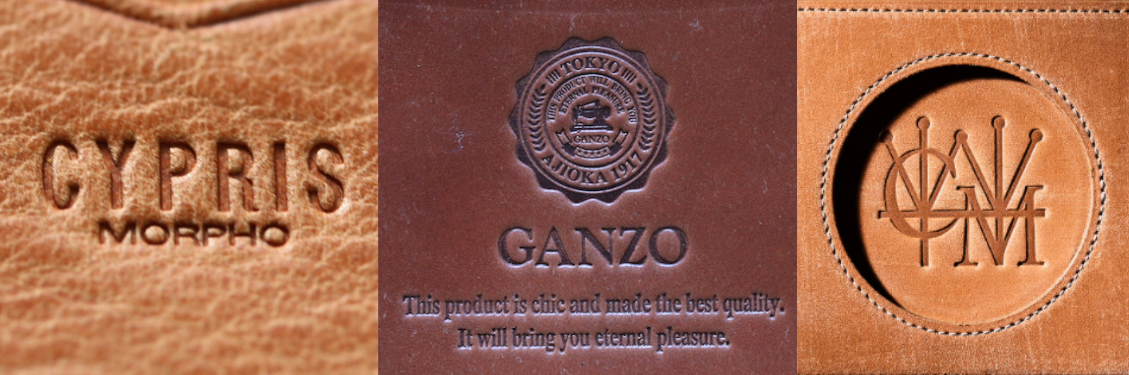 CYPRIS
MORPHO
TOKYO
THIS PRODUCT WILL BRING YOU
ETERNAL PLEASURE
GANZO
AJIOKA 1917
GANZO
This product is chic and made the best quality.
It will bring you eternal pleasure.
CM